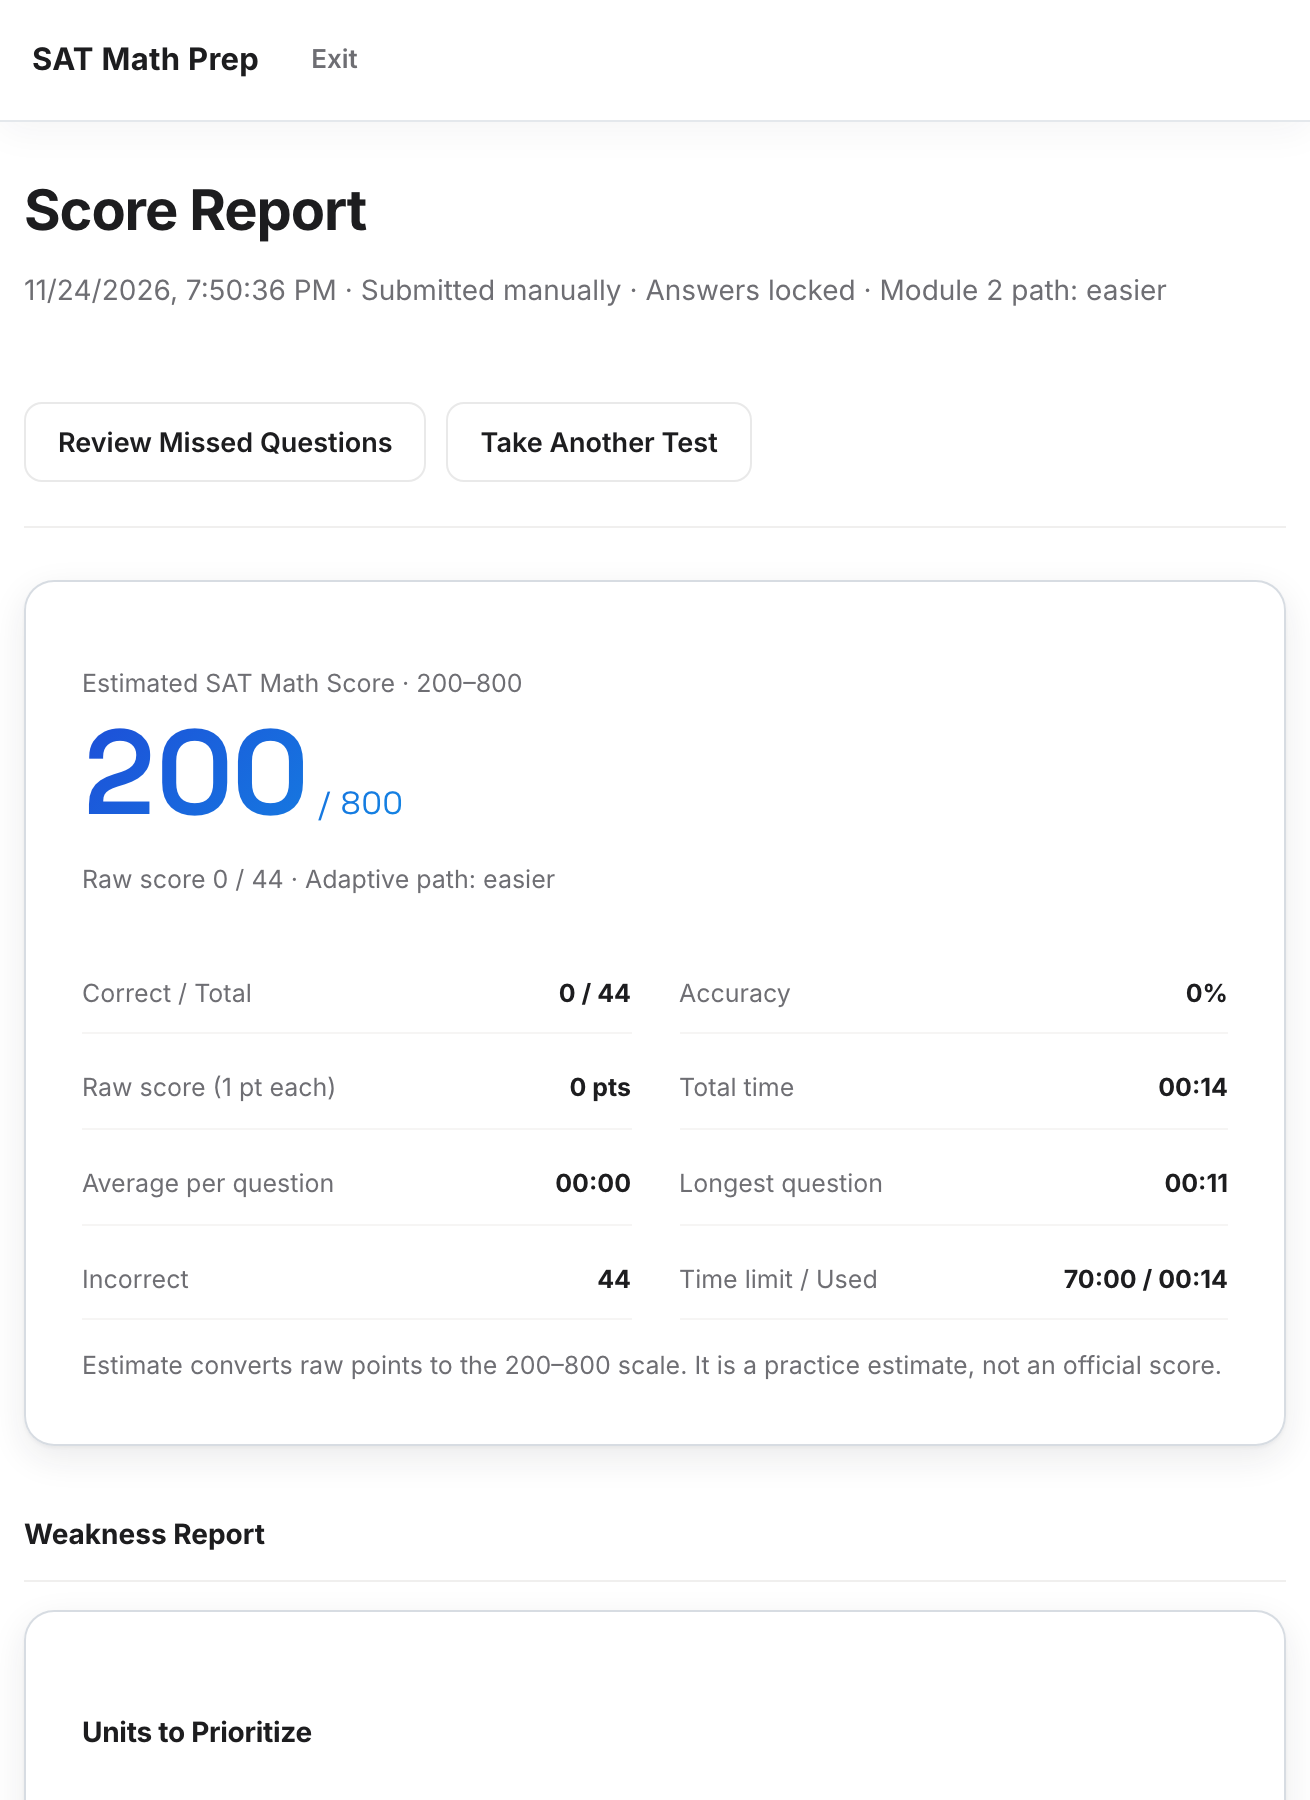 SAT Math Prep
Exit
Score Report
11/24/2026, 7:50:36 PM · Submitted manually · Answers locked · Module 2 path: easier
Review Missed Questions
Take Another Test
Estimated SAT Math Score · 200–800
200 / 800
Raw score 0 / 44 · Adaptive path: easier
Correct / Total 0 / 44
Accuracy 0%
Raw score (1 pt each) 0 pts
Total time 00:14
Average per question 00:00
Longest question 00:11
Incorrect 44
Time limit / Used 70:00 / 00:14
Estimate converts raw points to the 200–800 scale. It is a practice estimate, not an official score.
Weakness Report
Units to Prioritize